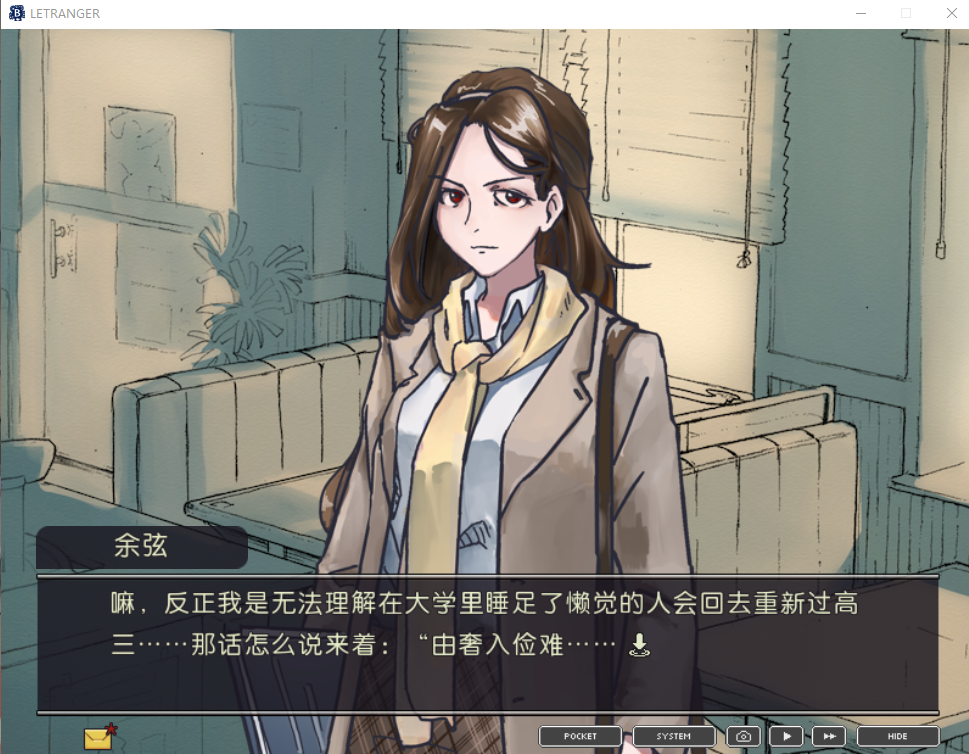 LETRANGER
余弦
嘛，反正我是无法理解在大学里睡足了懒觉的人会回去重新过高
三……那话怎么说来着：“由奢入俭难……
POCKET
SYSTEM
HIDE